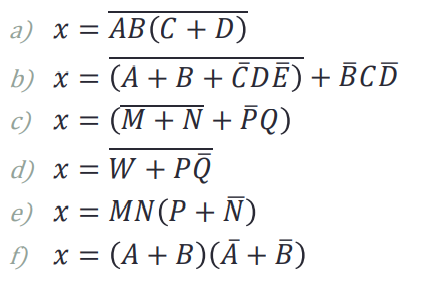 a) x = \overline{AB(C + D)}
b) x = \overline{(A + B + \bar{C}D\bar{E})} + \bar{B}C\bar{D}
c) x = (\overline{M + N} + \bar{P}Q)
d) x = \overline{W + P\bar{Q}}
e) x = MN(P + \bar{N})
f) x = (A + B)(\bar{A} + \bar{B})